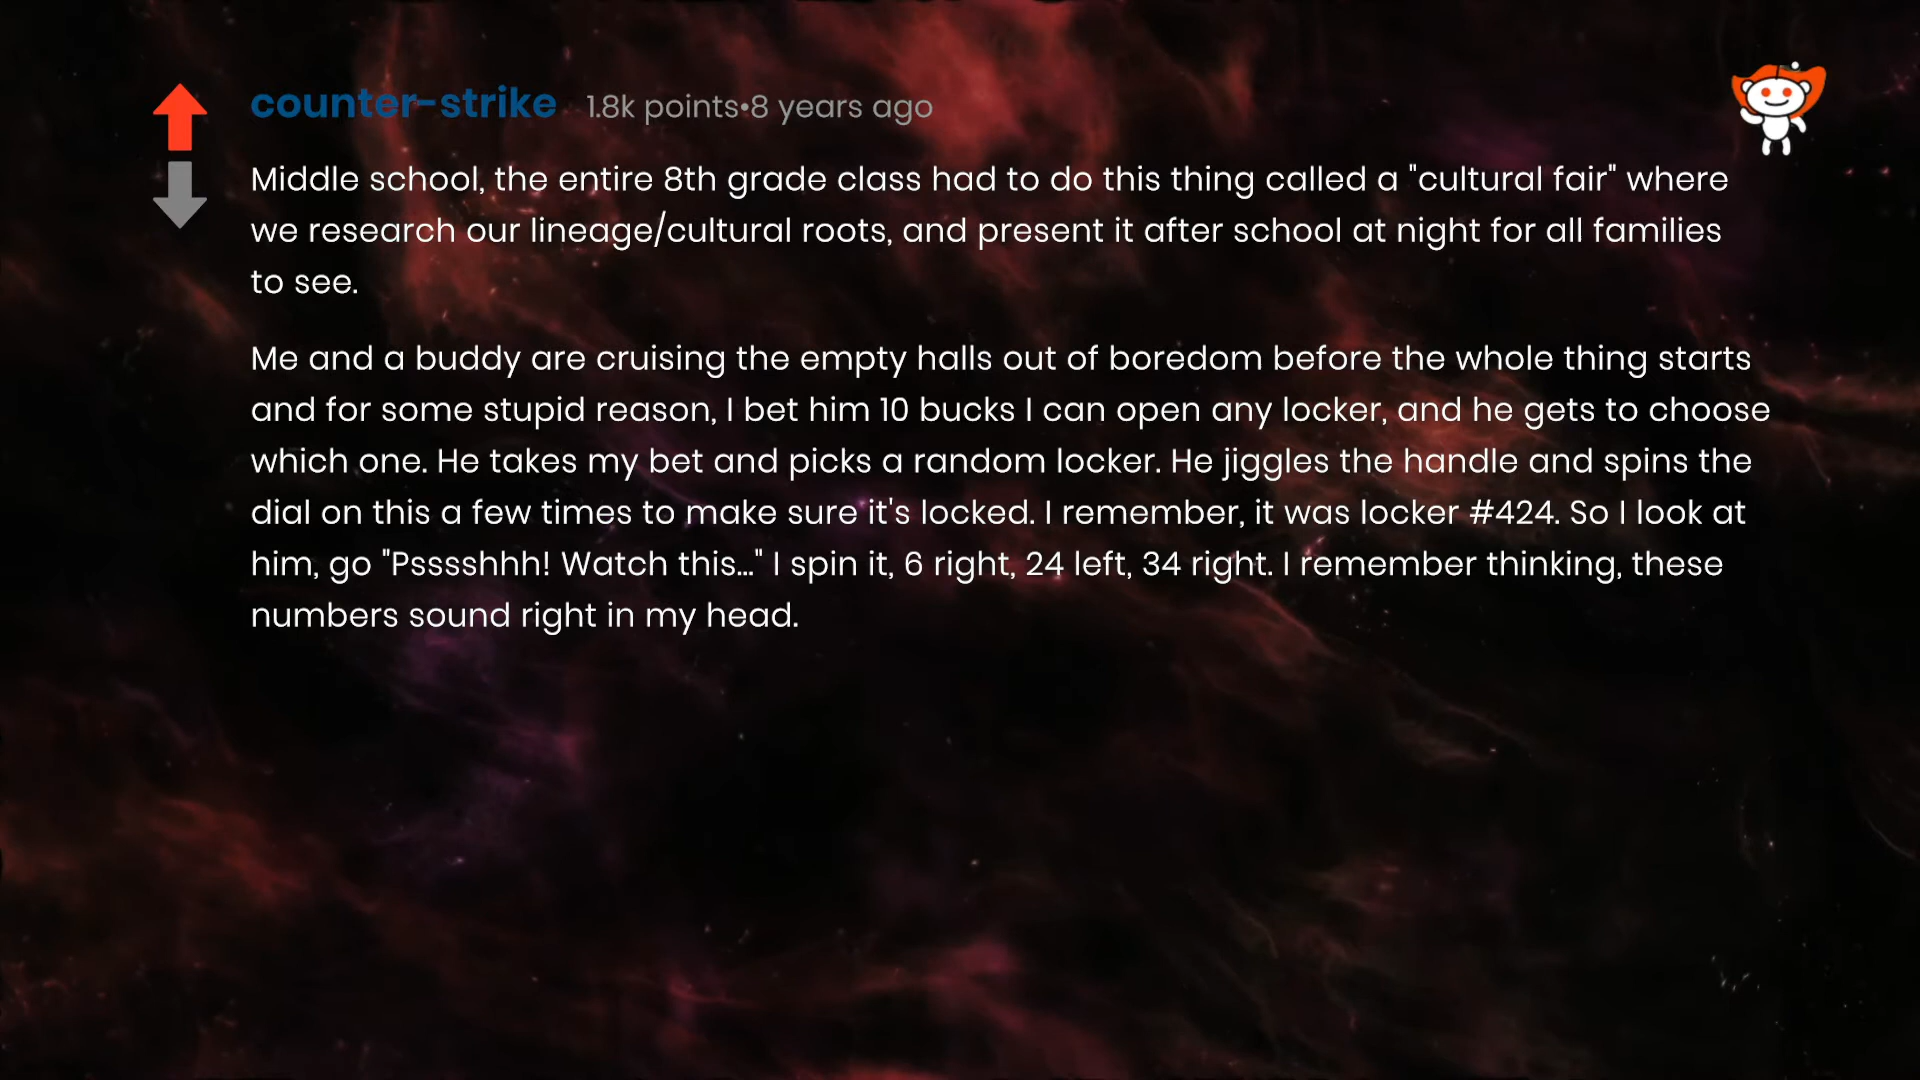 counter-strike 1.8k points•8 years ago
Middle school, the entire 8th grade class had to do this thing called a "cultural fair" where
we research our lineage/cultural roots, and present it after school at night for all families
to see.
Me and a buddy are cruising the empty halls out of boredom before the whole thing starts
and for some stupid reason, I bet him 10 bucks I can open any locker, and he gets to choose
which one. He takes my bet and picks a random locker. He jiggles the handle and spins the
dial on this a few times to make sure it's locked. I remember, it was locker #424. So I look at
him, go "Psssshhh! Watch this..." I spin it, 6 right, 24 left, 34 right. I remember thinking, these
numbers sound right in my head.